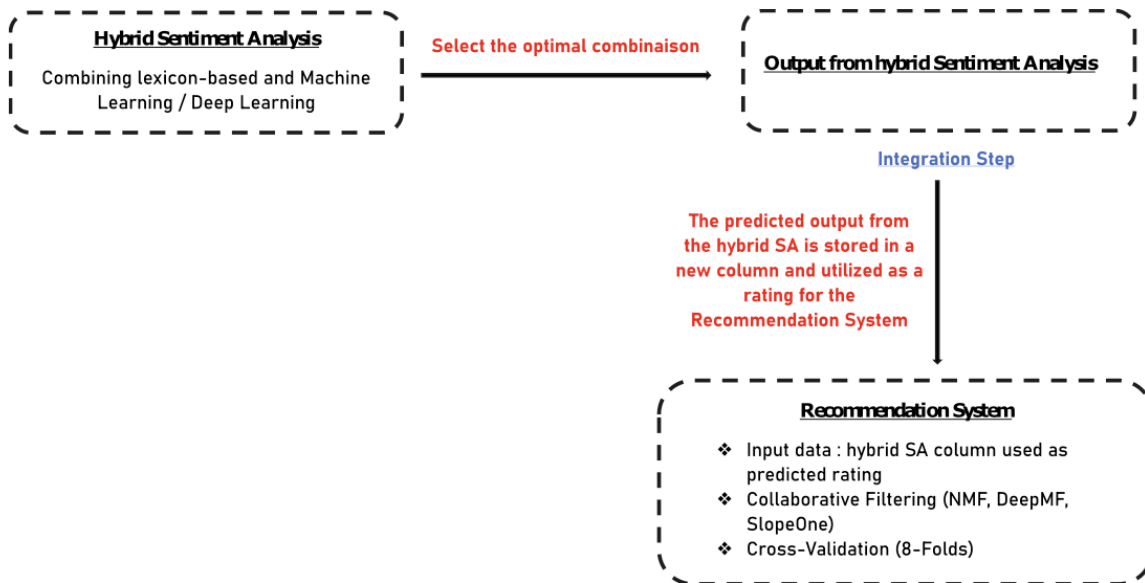 Hybrid Sentiment Analysis
Combining lexicon-based and Machine
Learning / Deep Learning
Select the optimal combinaison
Output from hybrid Sentiment Analysis
Integration Step
The predicted output from
the hybrid SA is stored in a
new column and utilized as a
rating for the
Recommendation System
Recommendation System
❖ Input data : hybrid SA column used as
predicted rating
❖ Collaborative Filtering (NMF, DeepMF,
SlopeOne)
❖ Cross-Validation (8-Folds)